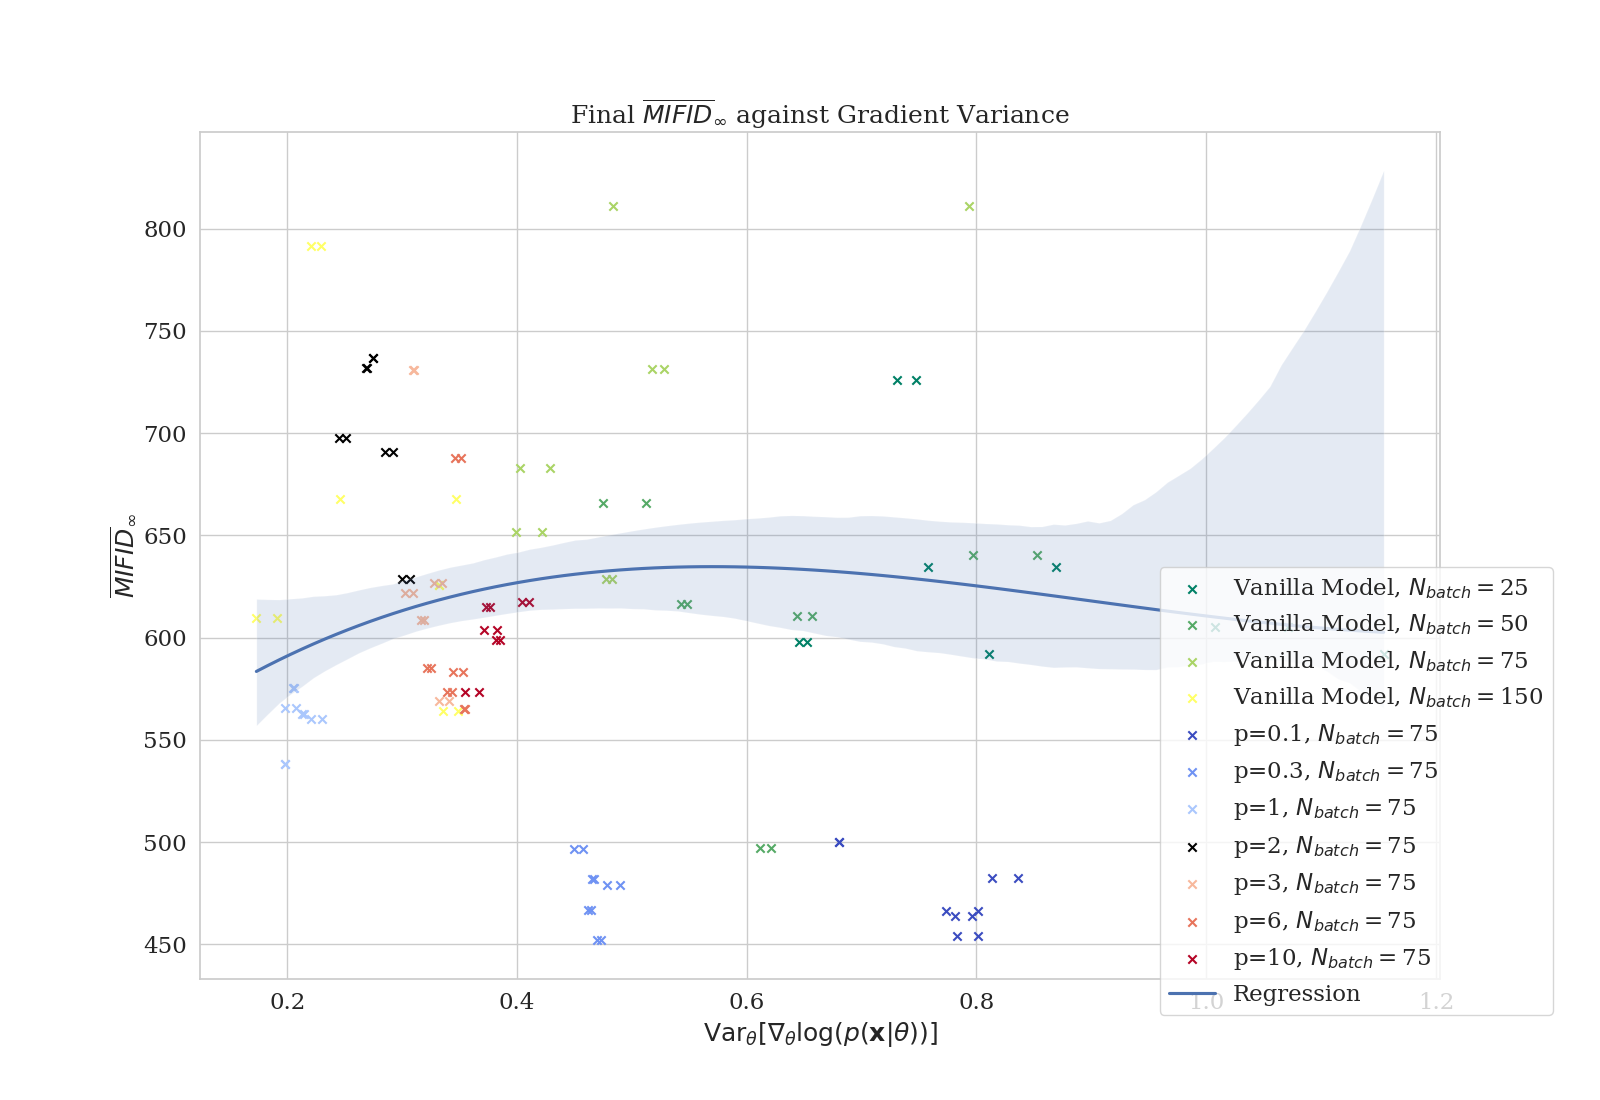 Final $\overline{MIFID}_\infty$ against Gradient Variance
$\overline{MIFID}_\infty$
800
750
700
650
600
550
500
450
0.2 0.4 0.6 0.8 1.0 1.2
$\mathrm{Var}_\theta[\nabla_\theta \log(p(\mathbf{x}|\theta))]$
Vanilla Model, $N_{batch} = 25$
Vanilla Model, $N_{batch} = 50$
Vanilla Model, $N_{batch} = 75$
Vanilla Model, $N_{batch} = 150$
p=0.1, $N_{batch} = 75$
p=0.3, $N_{batch} = 75$
p=1, $N_{batch} = 75$
p=2, $N_{batch} = 75$
p=3, $N_{batch} = 75$
p=6, $N_{batch} = 75$
p=10, $N_{batch} = 75$
Regression